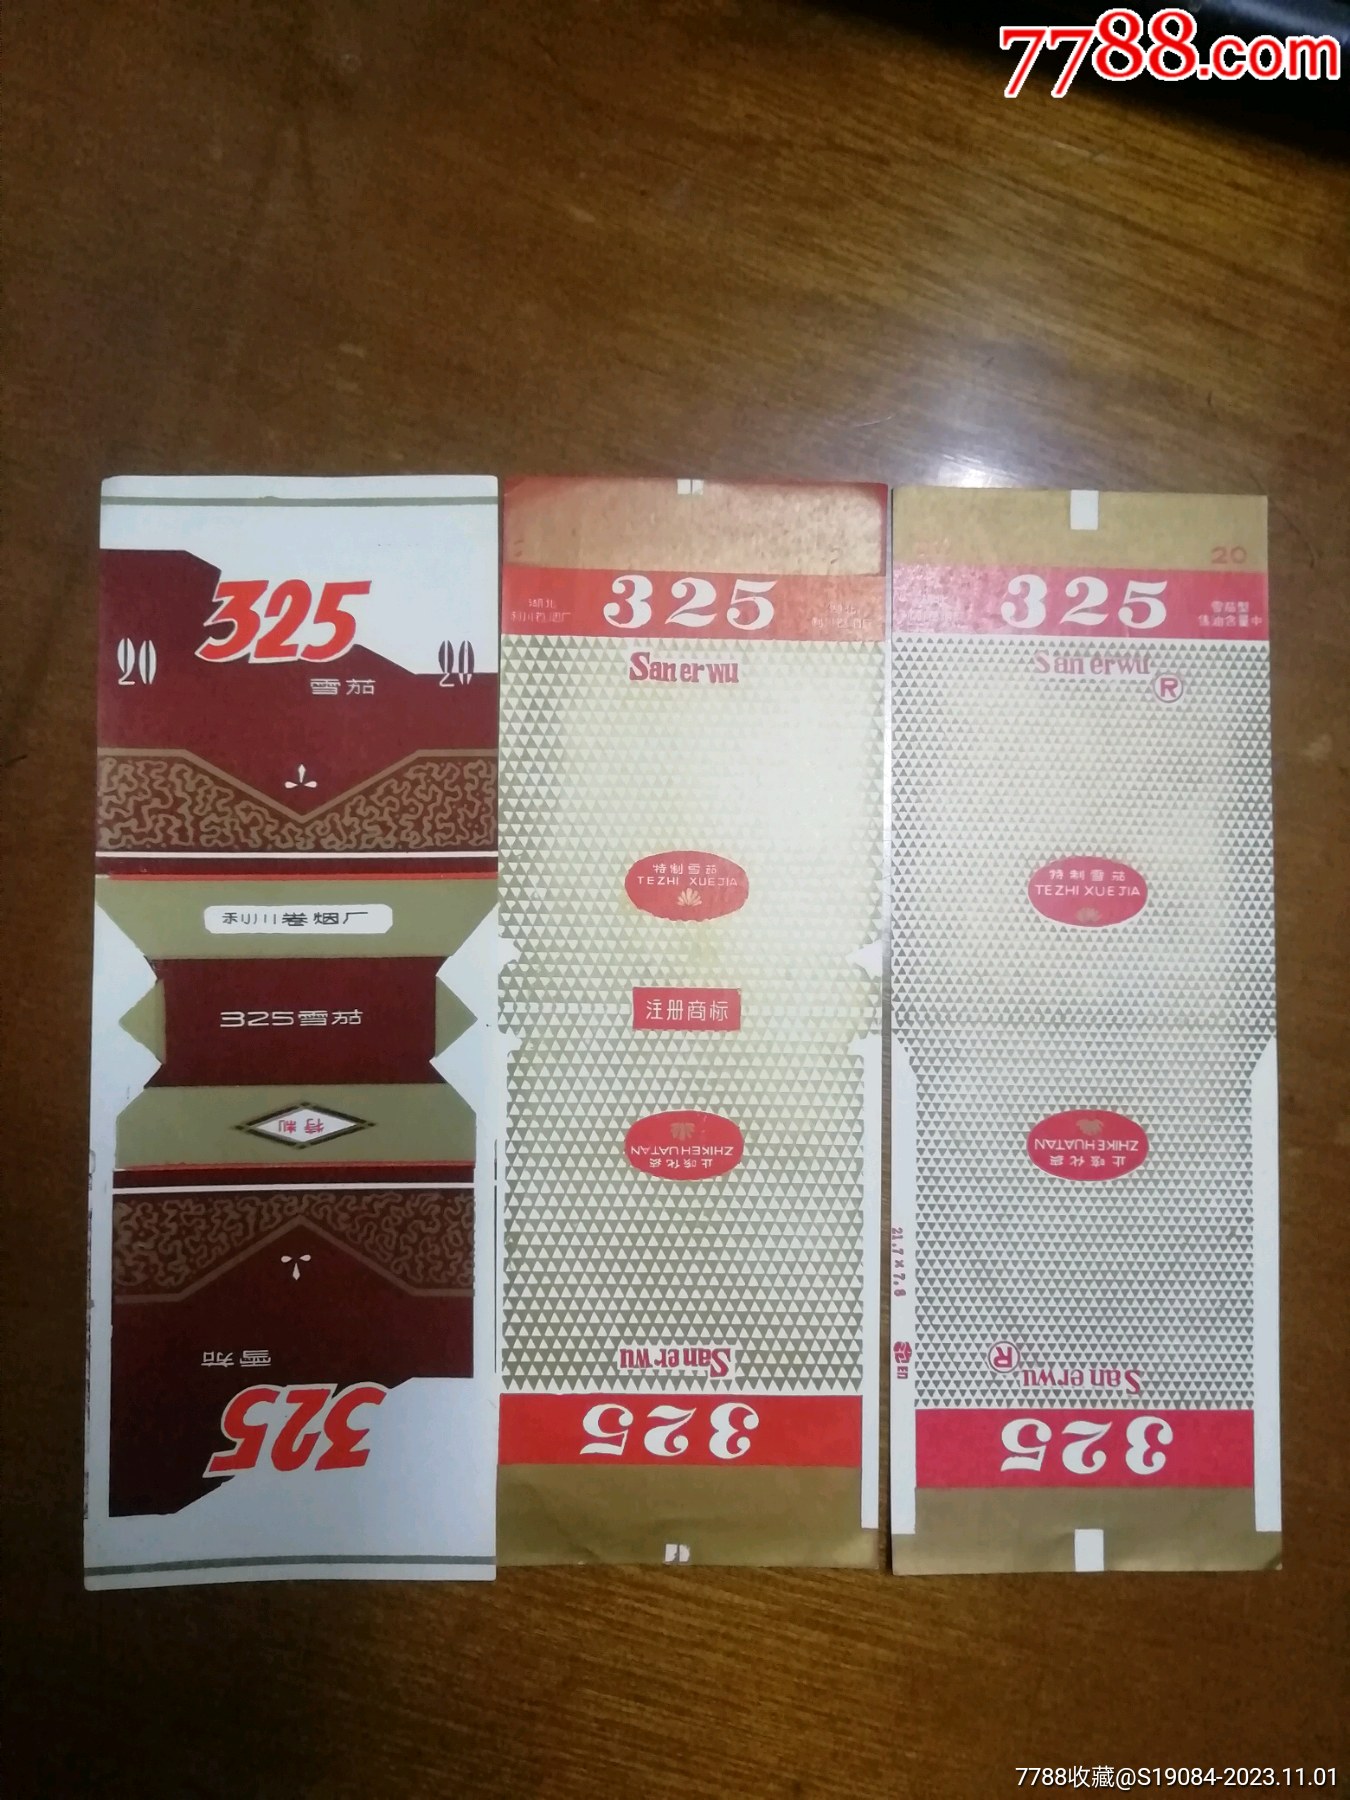 7788.com
325
20
20
雪茄
利川卷烟厂
325雪茄
特制
雪茄
325
325
湖北
利川卷烟厂
San er wu
特制雪茄
TEZHI XUEJIA
注册商标
止咳化痰
ZHIKEHUATAN
San er wu
325
20
325
雪茄型
焦油含量中
San er wu
R
特制雪茄
TEZHI XUEJIA
止咳化痰
ZHIKEHUATAN
21.7×7.8
San er wu
R
325
7788收藏@S19084-2023.11.01